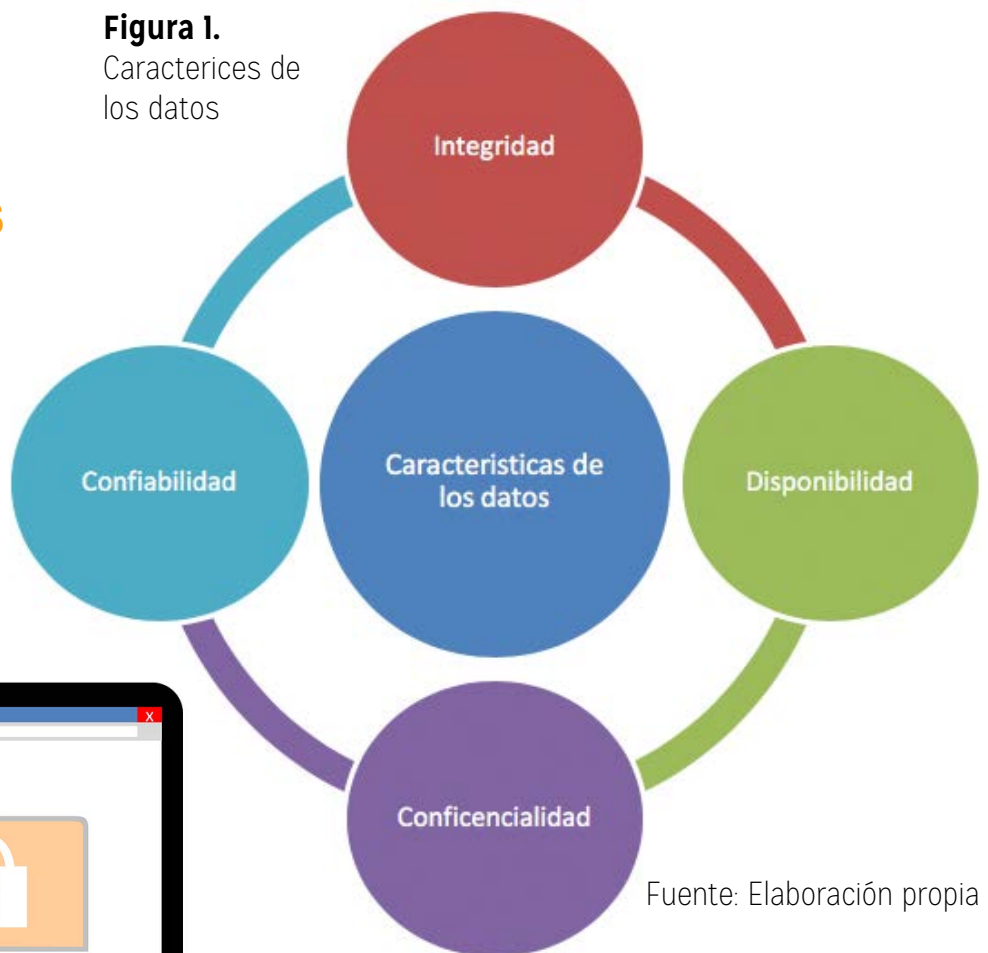 Figura 1.
Caracterices de
los datos
Integridad
s
Confiabilidad
Caracteristicas de
los datos
Disponibilidad
X
Conficencialidad
Fuente: Elaboración propia